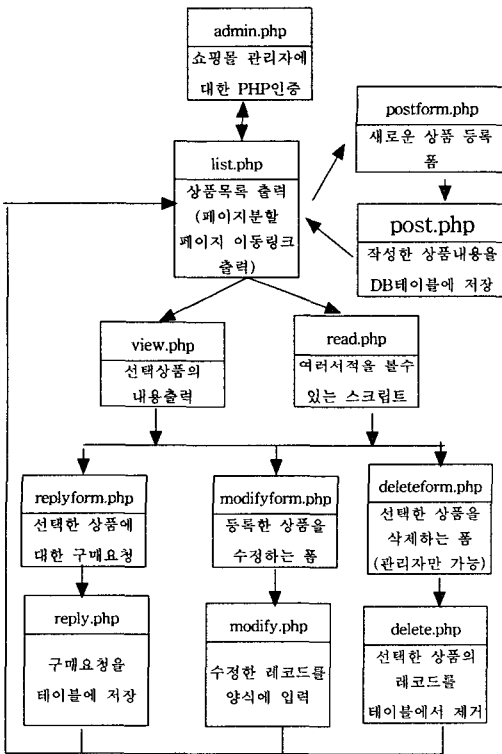 admin.php
쇼핑몰 관리자에
대한 PHP인증
postform.php
새로운 상품 등록
폼
list.php
상품목록 출력
(페이지분할
페이지 이동링크
출력)
post.php
작성한 상품내용을
DB테이블에 저장
view.php
선택상품의
내용출력
read.php
여러서적을 볼수
있는 스크립트
replyform.php
선택한 상품에
대한 구매요청
modifyform.php
등록한 상품을
수정하는 폼
deleteform.php
선택한 상품을
삭제하는 폼
(관리자만 가능)
reply.php
구매요청을
테이블에 저장
modify.php
수정한 레코드를
양식에 입력
delete.php
선택한 상품의
레코드를
테이블에서 제거